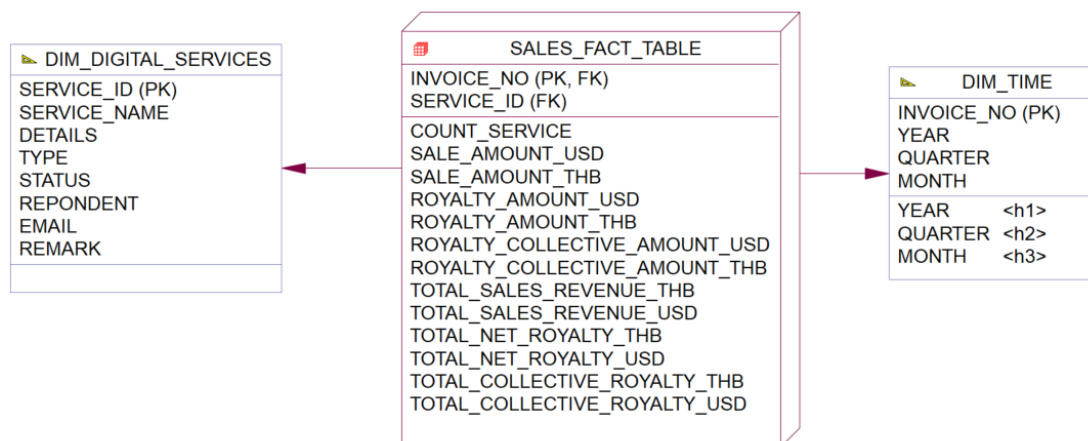 DIM_DIGITAL_SERVICES
SERVICE_ID (PK)
SERVICE_NAME
DETAILS
TYPE
STATUS
REPONDENT
EMAIL
REMARK
SALES_FACT_TABLE
INVOICE_NO (PK, FK)
SERVICE_ID (FK)
COUNT_SERVICE
SALE_AMOUNT_USD
SALE_AMOUNT_THB
ROYALTY_AMOUNT_USD
ROYALTY_AMOUNT_THB
ROYALTY_COLLECTIVE_AMOUNT_USD
ROYALTY_COLLECTIVE_AMOUNT_THB
TOTAL_SALES_REVENUE_THB
TOTAL_SALES_REVENUE_USD
TOTAL_NET_ROYALTY_THB
TOTAL_NET_ROYALTY_USD
TOTAL_COLLECTIVE_ROYALTY_THB
TOTAL_COLLECTIVE_ROYALTY_USD
DIM_TIME
INVOICE_NO (PK)
YEAR
QUARTER
MONTH
YEAR <h1>
QUARTER <h2>
MONTH <h3>